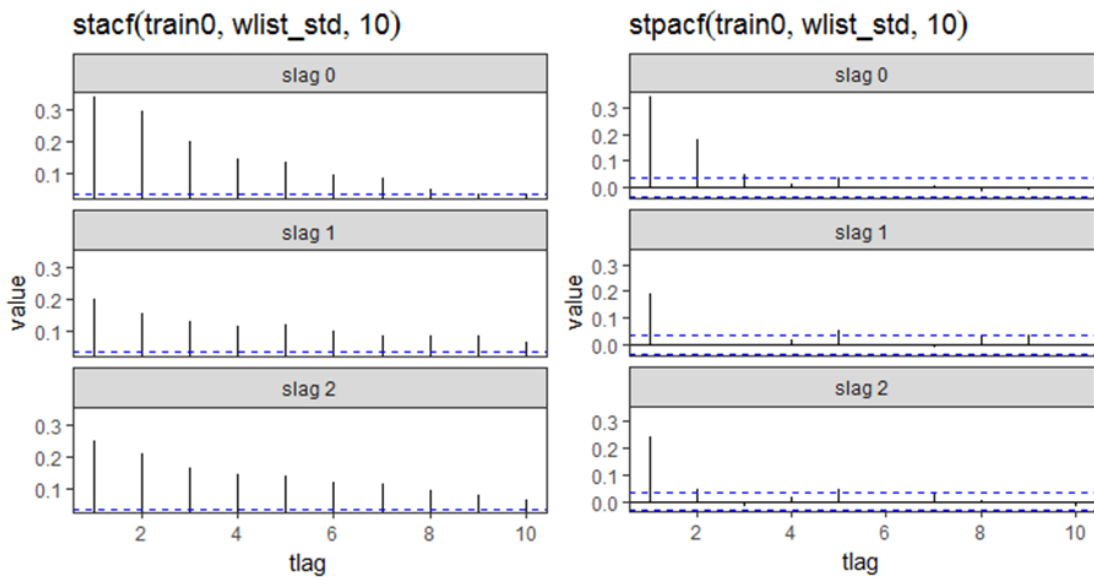 stacf(train0, wlist_std, 10)
slag 0
0.3
0.2
0.1
slag 1
0.3
0.2
0.1
slag 2
0.3
0.2
0.1
value
2 4 6 8 10
tlag
stpacf(train0, wlist_std, 10)
slag 0
0.3
0.2
0.1
0.0
slag 1
0.3
0.2
0.1
0.0
slag 2
0.3
0.2
0.1
0.0
value
2 4 6 8 10
tlag